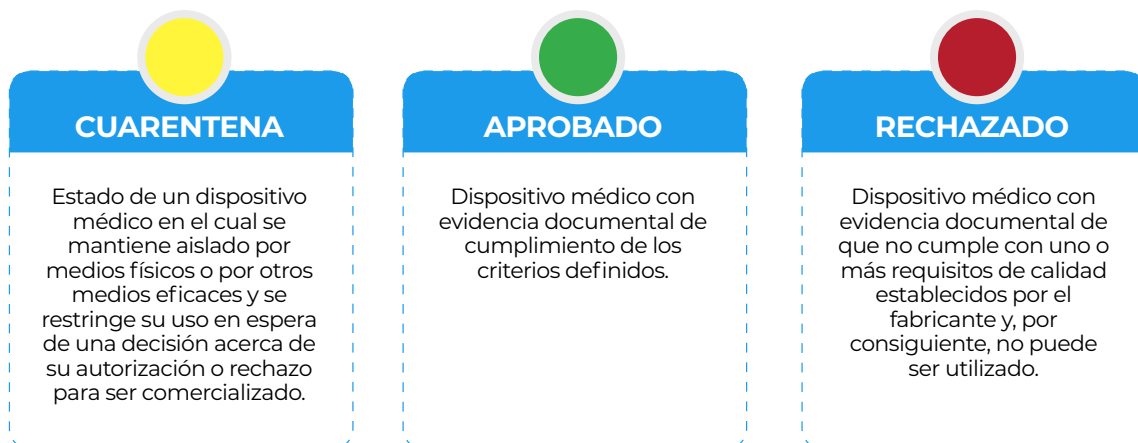 CUARENTENA
Estado de un dispositivo
médico en el cual se
mantiene aislado por
medios físicos o por otros
medios eficaces y se
restringe su uso en espera
de una decisión acerca de
su autorización o rechazo
para ser comercializado.
APROBADO
Dispositivo médico con
evidencia documental de
cumplimiento de los
criterios definidos.
RECHAZADO
Dispositivo médico con
evidencia documental de
que no cumple con uno o
más requisitos de calidad
establecidos por el
fabricante y, por
consiguiente, no puede
ser utilizado.